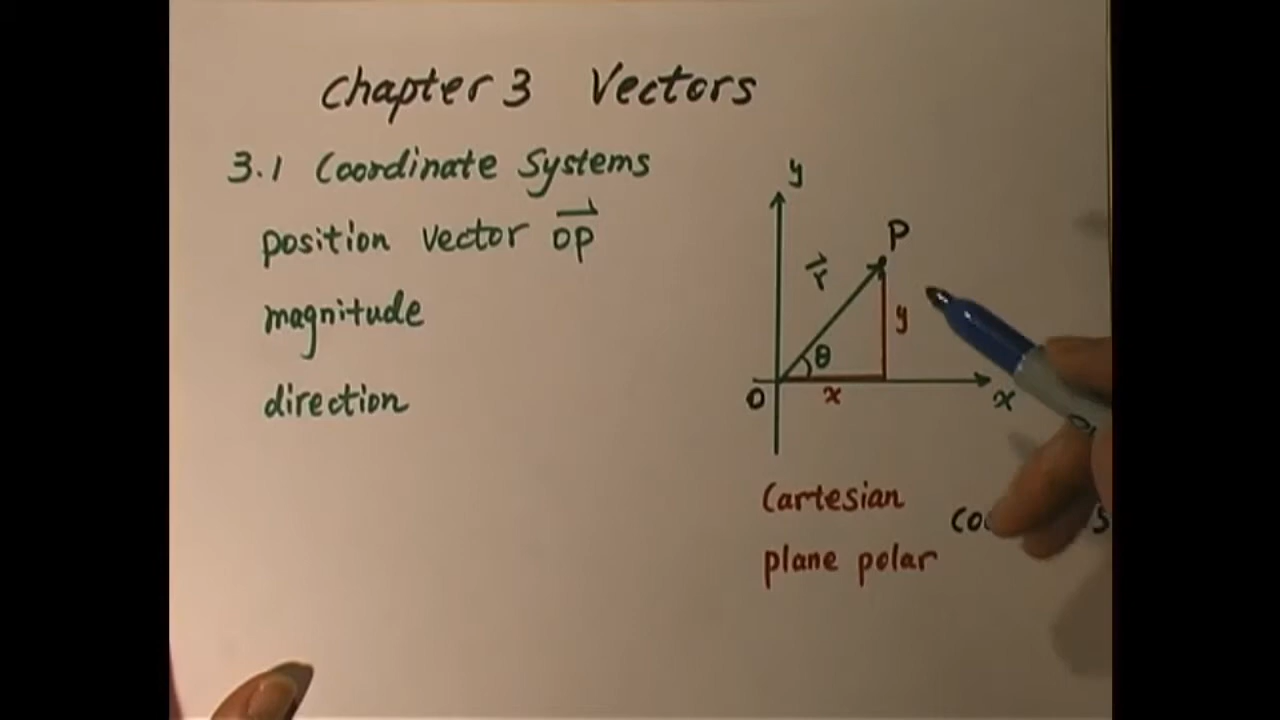 Chapter 3 Vectors
3.1 Coordinate Systems
position vector OP
magnitude
direction
y
P
r
y
θ
O
x
x
Cartesian
plane polar